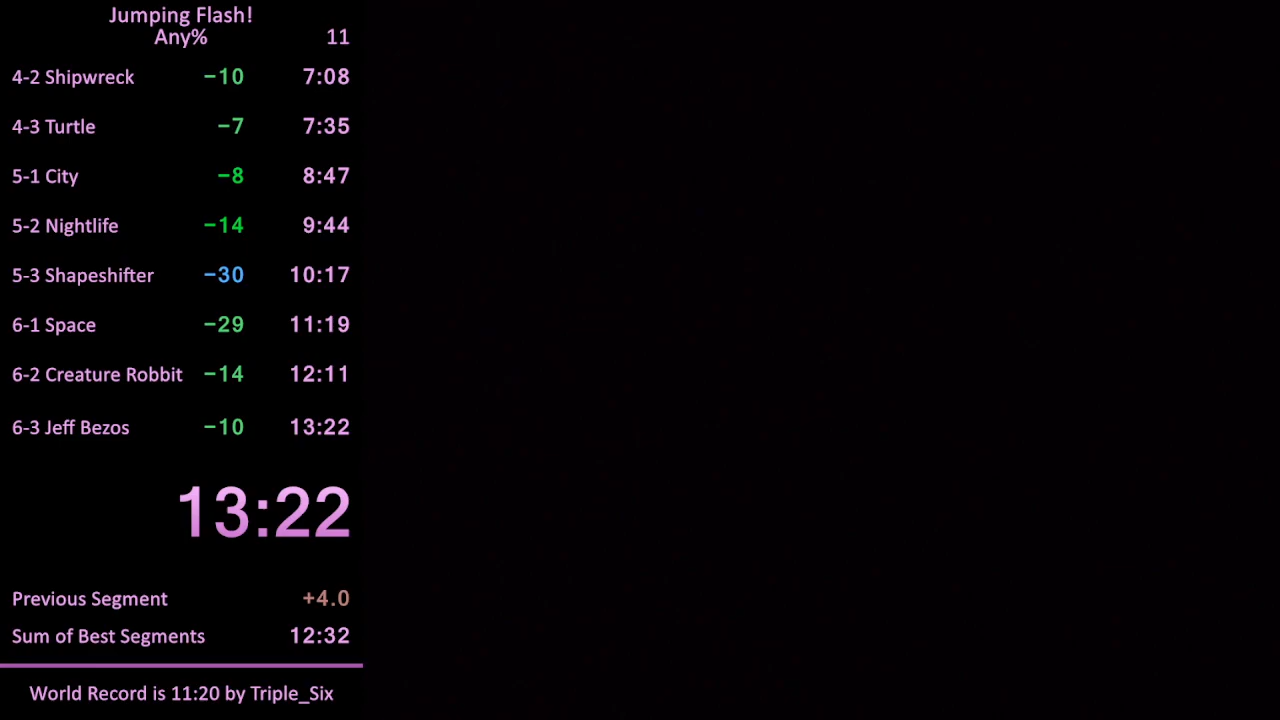 Jumping Flash!
Any% 11
4-2 Shipwreck −10 7:08
4-3 Turtle −7 7:35
5-1 City −8 8:47
5-2 Nightlife −14 9:44
5-3 Shapeshifter −30 10:17
6-1 Space −29 11:19
6-2 Creature Robbit −14 12:11
6-3 Jeff Bezos −10 13:22
13:22
Previous Segment +4.0
Sum of Best Segments 12:32
World Record is 11:20 by Triple_Six